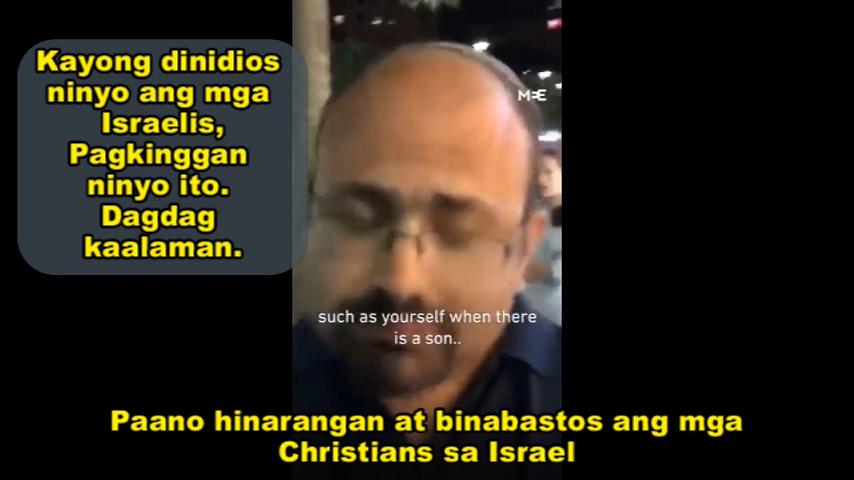 Kayong dinidios
ninyo ang mga
Israelis,
Pagkinggan
ninyo ito.
Dagdag
kaalaman.
MEE
such as yourself when there
is a son..
Paano hinarangan at binabastos ang mga
Christians sa Israel